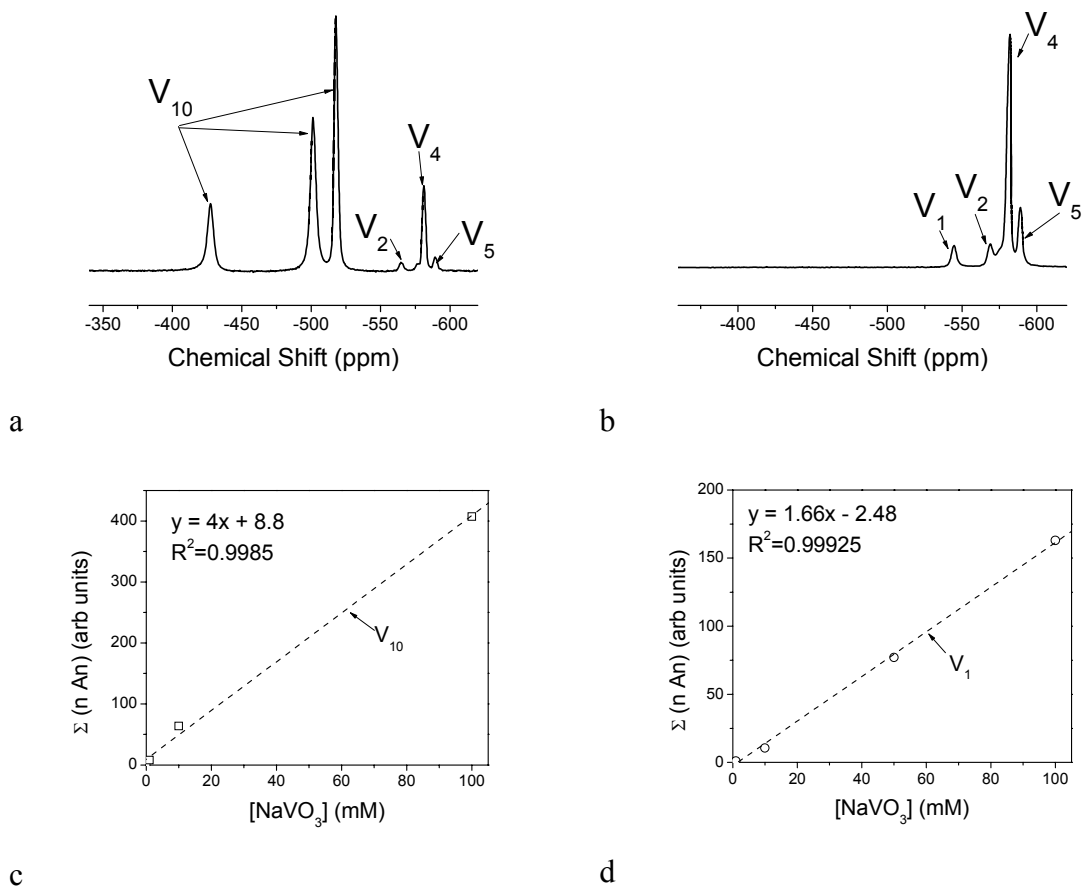 V₁₀
V₂
V₄
V₅
-350 -400 -450 -500 -550 -600
Chemical Shift (ppm)
a
V₁
V₂
V₄
V₅
-400 -450 -500 -550 -600
Chemical Shift (ppm)
b
y = 4x + 8.8
R²=0.9985
V₁₀
Σ (n An) (arb units)
400
300
200
100
0
0 20 40 60 80 100
[NaVO₃] (mM)
c
y = 1.66x - 2.48
R²=0.99925
V₁
Σ (n An) (arb units)
200
150
100
50
0
0 20 40 60 80 100
[NaVO₃] (mM)
d